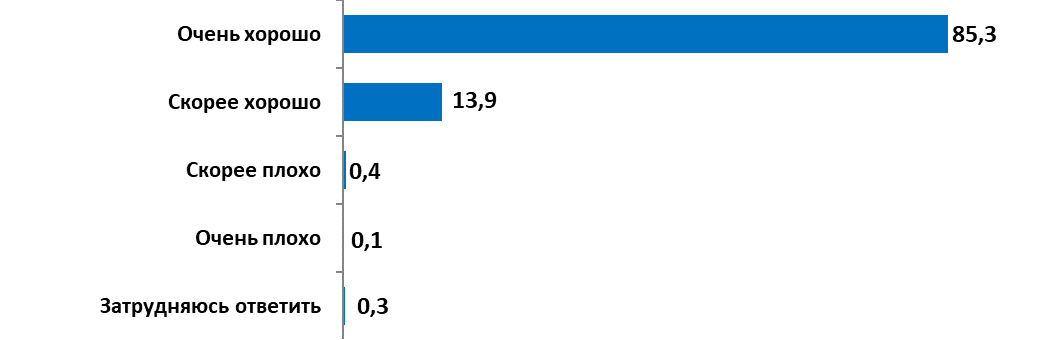 Очень хорошо 85,3
Скорее хорошо 13,9
Скорее плохо 0,4
Очень плохо 0,1
Затрудняюсь ответить 0,3